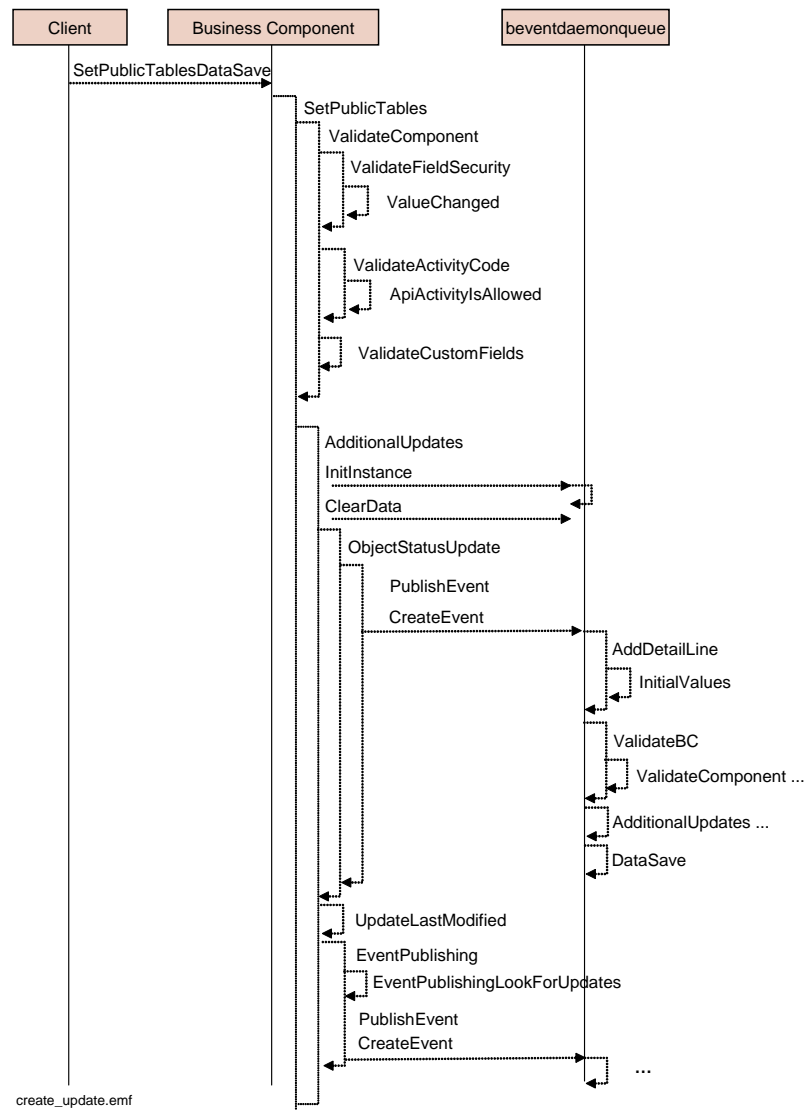 Client
Business Component
beventdaemonqueue
SetPublicTablesDataSave
SetPublicTables
ValidateComponent
ValidateFieldSecurity
ValueChanged
ValidateActivityCode
ApiActivityIsAllowed
ValidateCustomFields
AdditionalUpdates
InitInstance
ClearData
ObjectStatusUpdate
PublishEvent
CreateEvent
AddDetailLine
InitialValues
ValidateBC
ValidateComponent ...
AdditionalUpdates ...
DataSave
UpdateLastModified
EventPublishing
EventPublishingLookForUpdates
PublishEvent
CreateEvent
...
create_update.emf